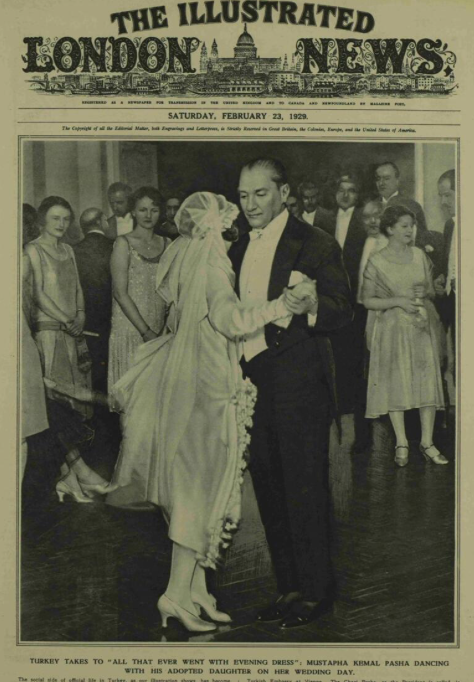 THE ILLUSTRATED
LONDON NEWS.
REGISTERED AS A NEWSPAPER FOR TRANSMISSION IN THE UNITED KINGDOM AND TO CANADA AND NEWFOUNDLAND BY MAGAZINE POST.
SATURDAY, FEBRUARY 23, 1929.
The Copyright of all the Editorial Matter, both Engravings and Letterpress, is Strictly Reserved in Great Britain, the Colonies, Europe, and the United States of America.
TURKEY TAKES TO "ALL THAT EVER WENT WITH EVENING DRESS": MUSTAPHA KEMAL PASHA DANCING
WITH HIS ADOPTED DAUGHTER ON HER WEDDING DAY.
The social side of official life in Turkey, as our illustration shows, has become